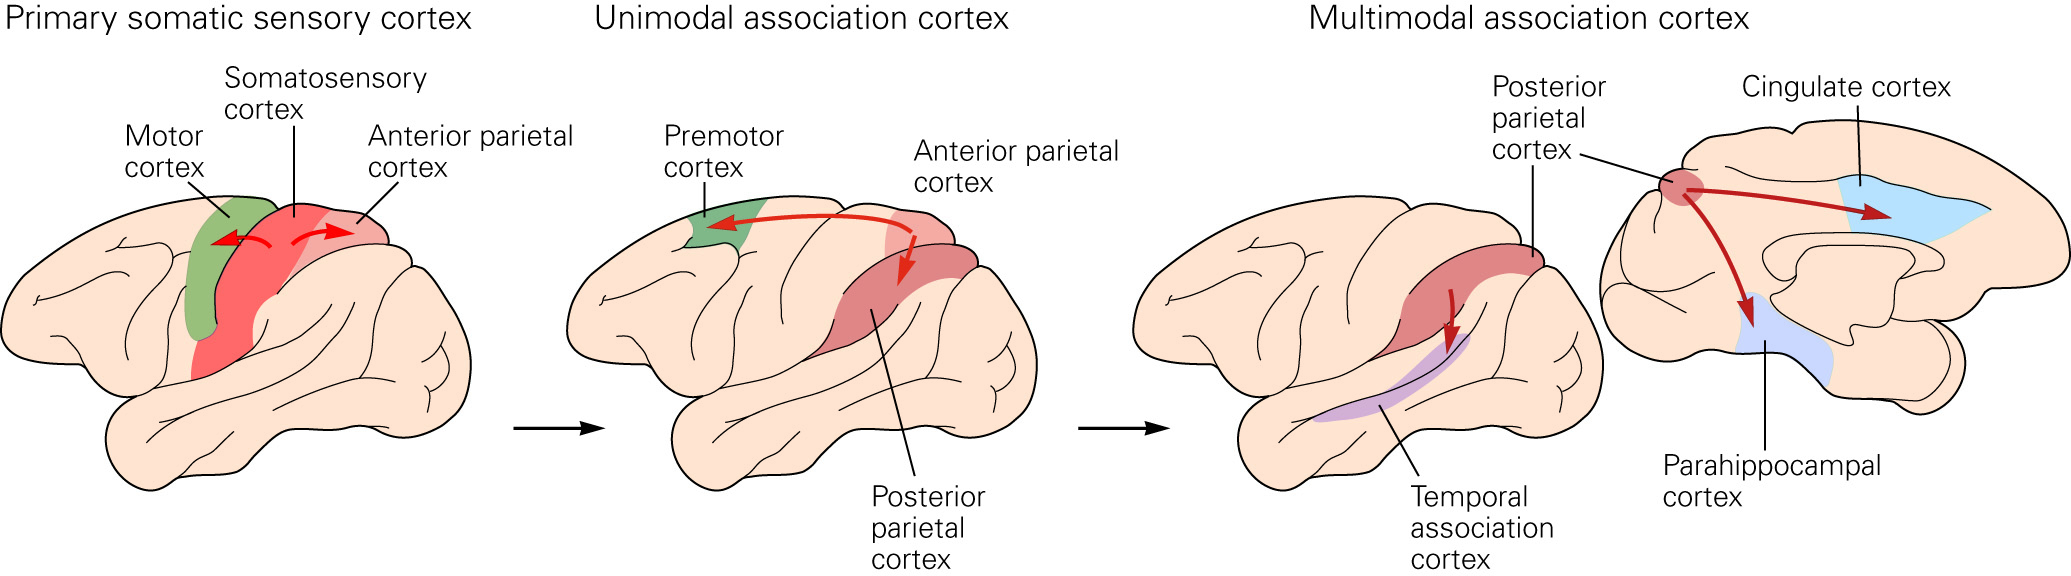 Primary somatic sensory cortex
Somatosensory
cortex
Motor
cortex
Anterior parietal
cortex
Unimodal association cortex
Premotor
cortex
Anterior parietal
cortex
Posterior
parietal
cortex
Multimodal association cortex
Posterior
parietal
cortex
Cingulate cortex
Temporal
association
cortex
Parahippocampal
cortex